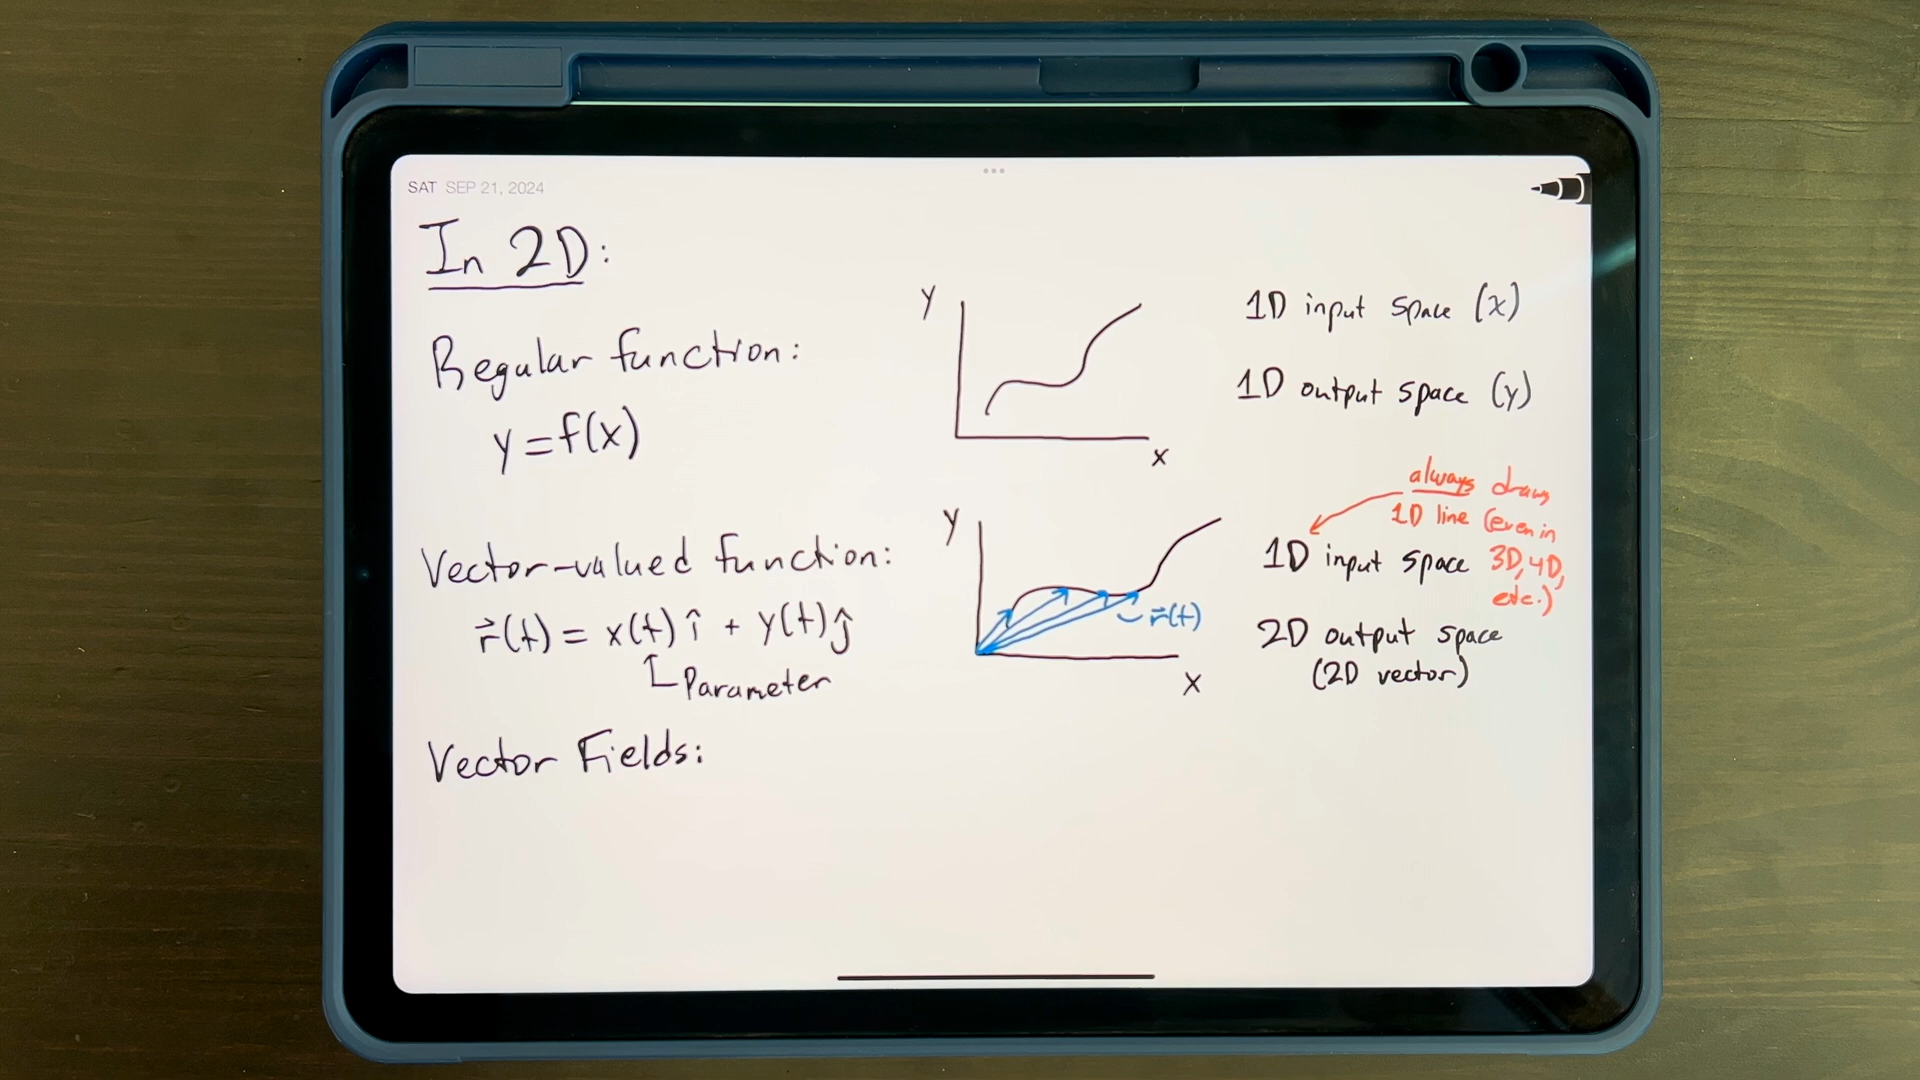 SAT SEP 21, 2024
In 2D:
Regular function:
y = f(x)
y
x
1D input space (x)
1D output space (y)
always draws
1D line (even in
3D, 4D,
etc.)
Vector-valued function:
r⃗(t) = x(t) î + y(t) ĵ
Parameter
y
r⃗(t)
x
1D input space
2D output space
(2D vector)
Vector Fields: